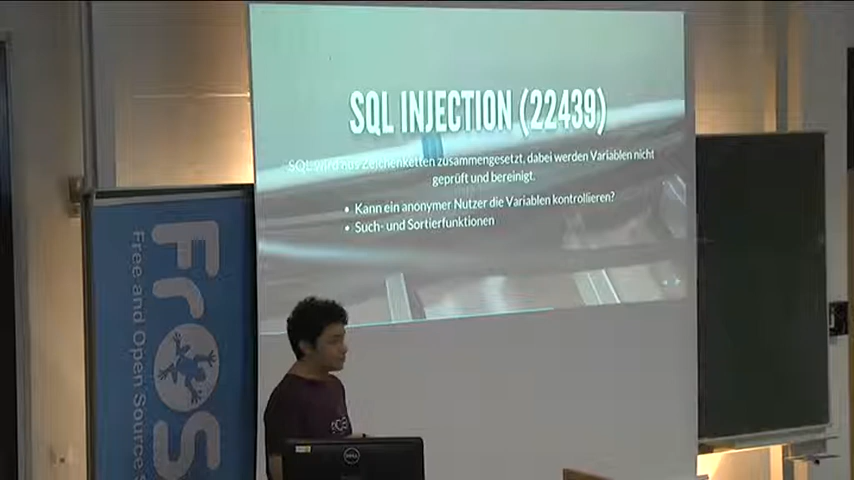 SQL INJECTION (22439)
SQL wird aus Zeichenketten zusammengesetzt, dabei werden Variablen nicht
geprüft und bereinigt.
• Kann ein anonymer Nutzer die Variablen kontrollieren?
• Such- und Sortierfunktionen
FrOS
Free and Open Source
DELL